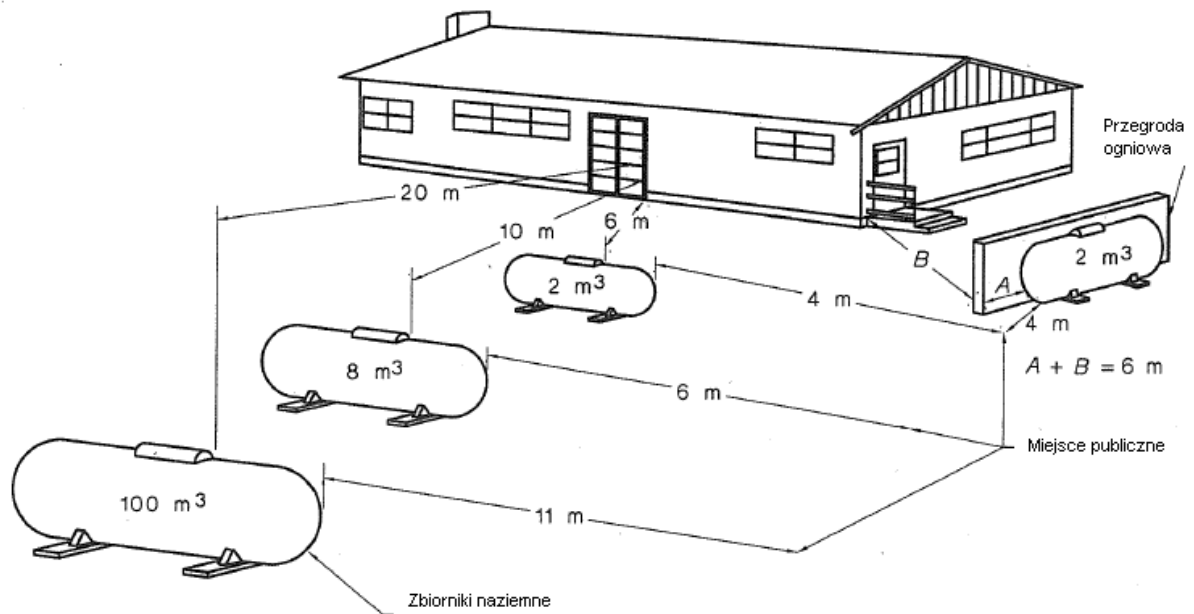 Przegroda
ogniowa
20 m
10 m
6 m
B
2 m³
2 m³
A
4 m
4 m
A + B = 6 m
8 m³
6 m
Miejsce publiczne
100 m³
11 m
Zbiorniki naziemne